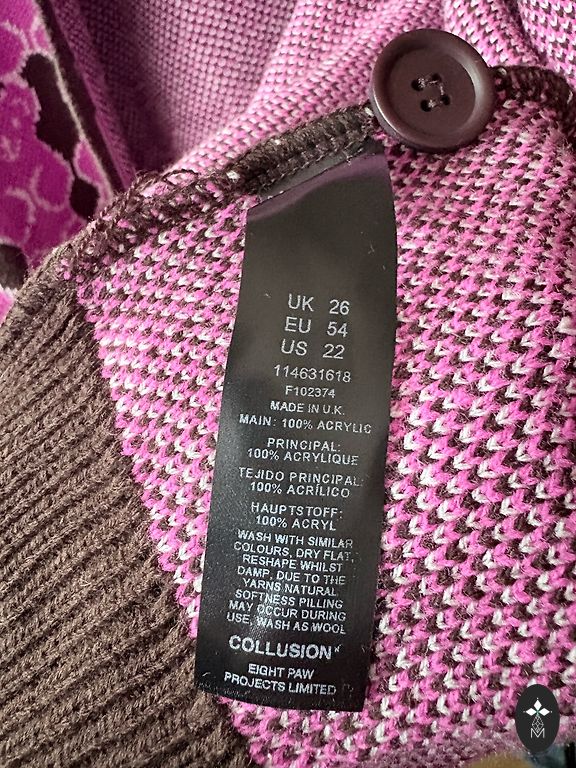 UK 26
EU 54
US 22
114631618
F102374
MADE IN U.K.
MAIN: 100% ACRYLIC
PRINCIPAL:
100% ACRYLIQUE
TEJIDO PRINCIPAL:
100% ACRÍLICO
HAUPTSTOFF:
100% ACRYL
WASH WITH SIMILAR
COLOURS, DRY FLAT,
RESHAPE WHILST
DAMP, DUE TO THE
YARNS NATURAL
SOFTNESS PILLING
MAY OCCUR DURING
USE, WASH AS WOOL
COLLUSION
EIGHT PAW
PROJECTS LIMITED
M